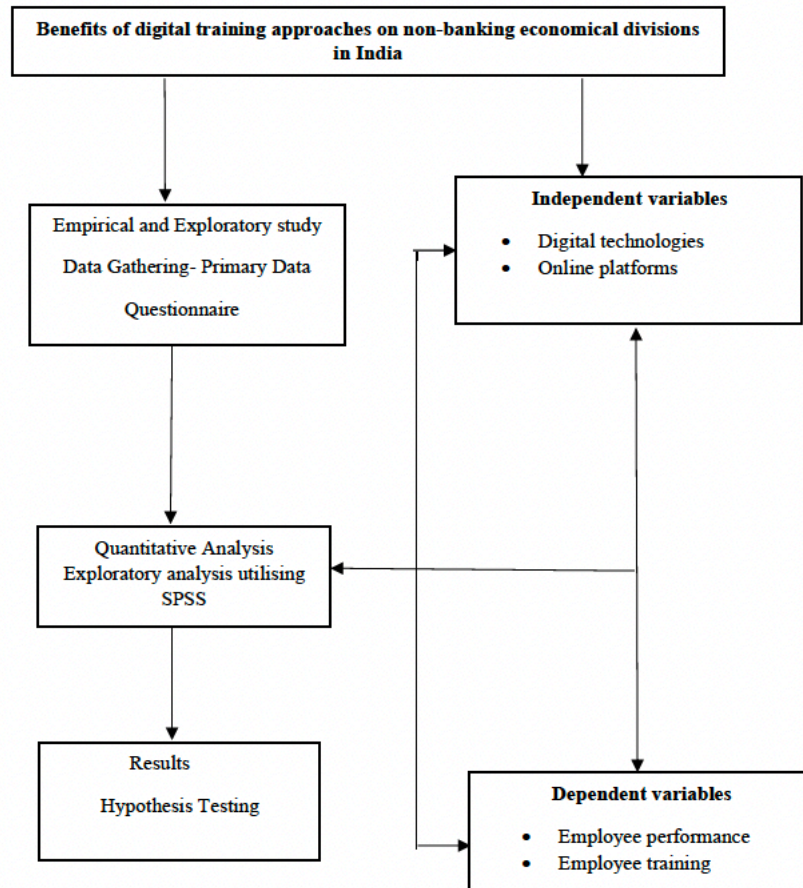 Benefits of digital training approaches on non-banking economical divisions
in India
Empirical and Exploratory study
Data Gathering- Primary Data
Questionnaire
Independent variables
• Digital technologies
• Online platforms
Quantitative Analysis
Exploratory analysis utilising
SPSS
Results
Hypothesis Testing
Dependent variables
• Employee performance
• Employee training